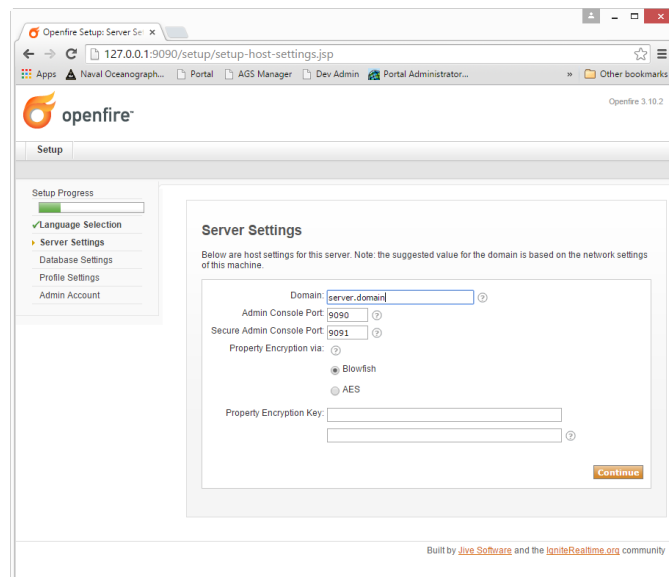 Openfire Setup: Server Se
127.0.0.1:9090/setup/setup-host-settings.jsp
Apps Naval Oceanograph... Portal AGS Manager Dev Admin Portal Administrator... » Other bookmarks
openfire™
Openfire 3.10.2
Setup
Setup Progress
Language Selection
Server Settings
Database Settings
Profile Settings
Admin Account
Server Settings
Below are host settings for this server. Note: the suggested value for the domain is based on the network settings
of this machine.
Domain: server.domain
Admin Console Port: 9090
Secure Admin Console Port: 9091
Property Encryption via:
Blowfish
AES
Property Encryption Key:
Continue
Built by Jive Software and the IgniteRealtime.org community